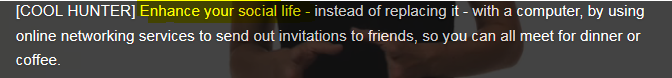 [COOL HUNTER] Enhance your social life - instead of replacing it - with a computer, by using
online networking services to send out invitations to friends, so you can all meet for dinner or
coffee.